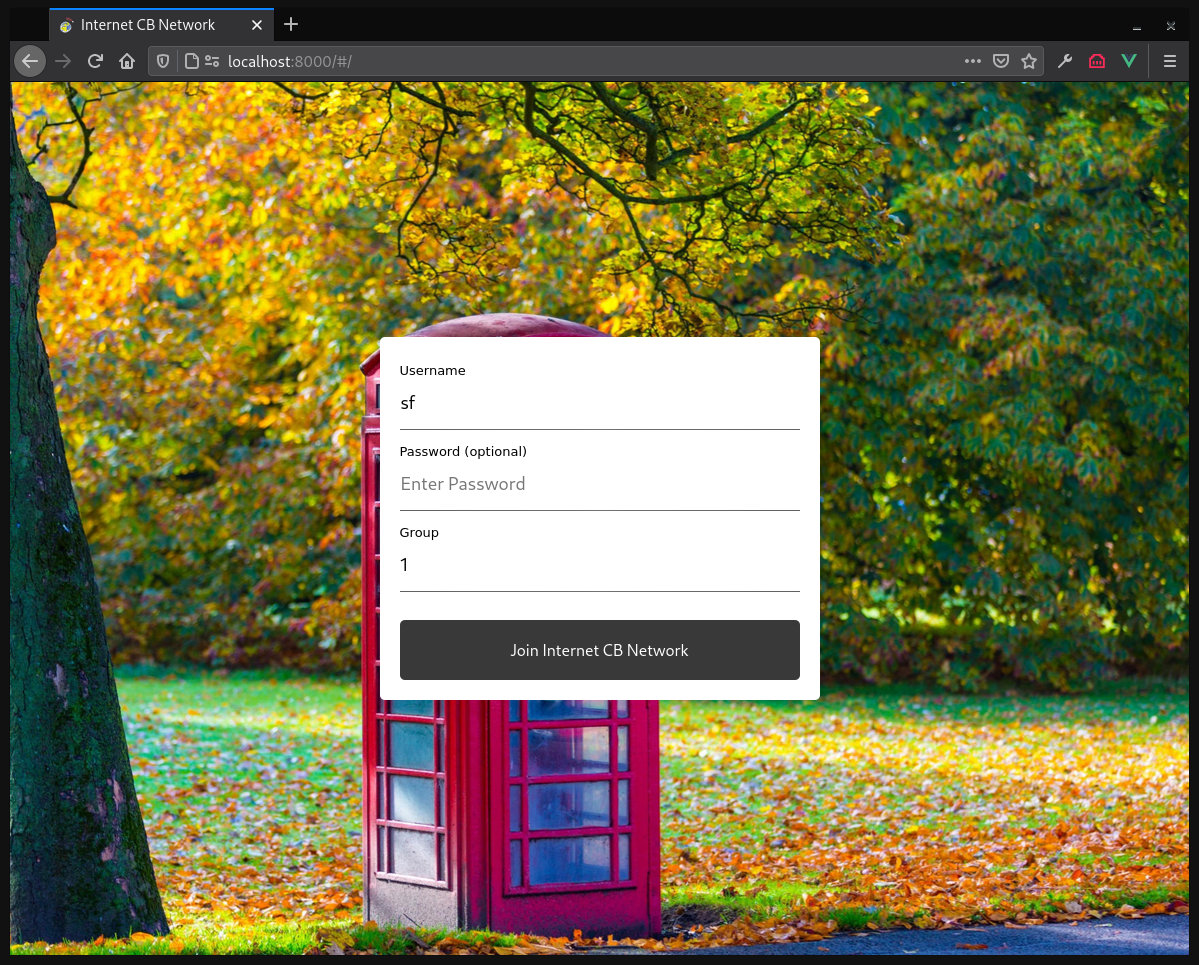 Internet CB Network
localhost:8000/#/
Username
sf
Password (optional)
Enter Password
Group
1
Join Internet CB Network